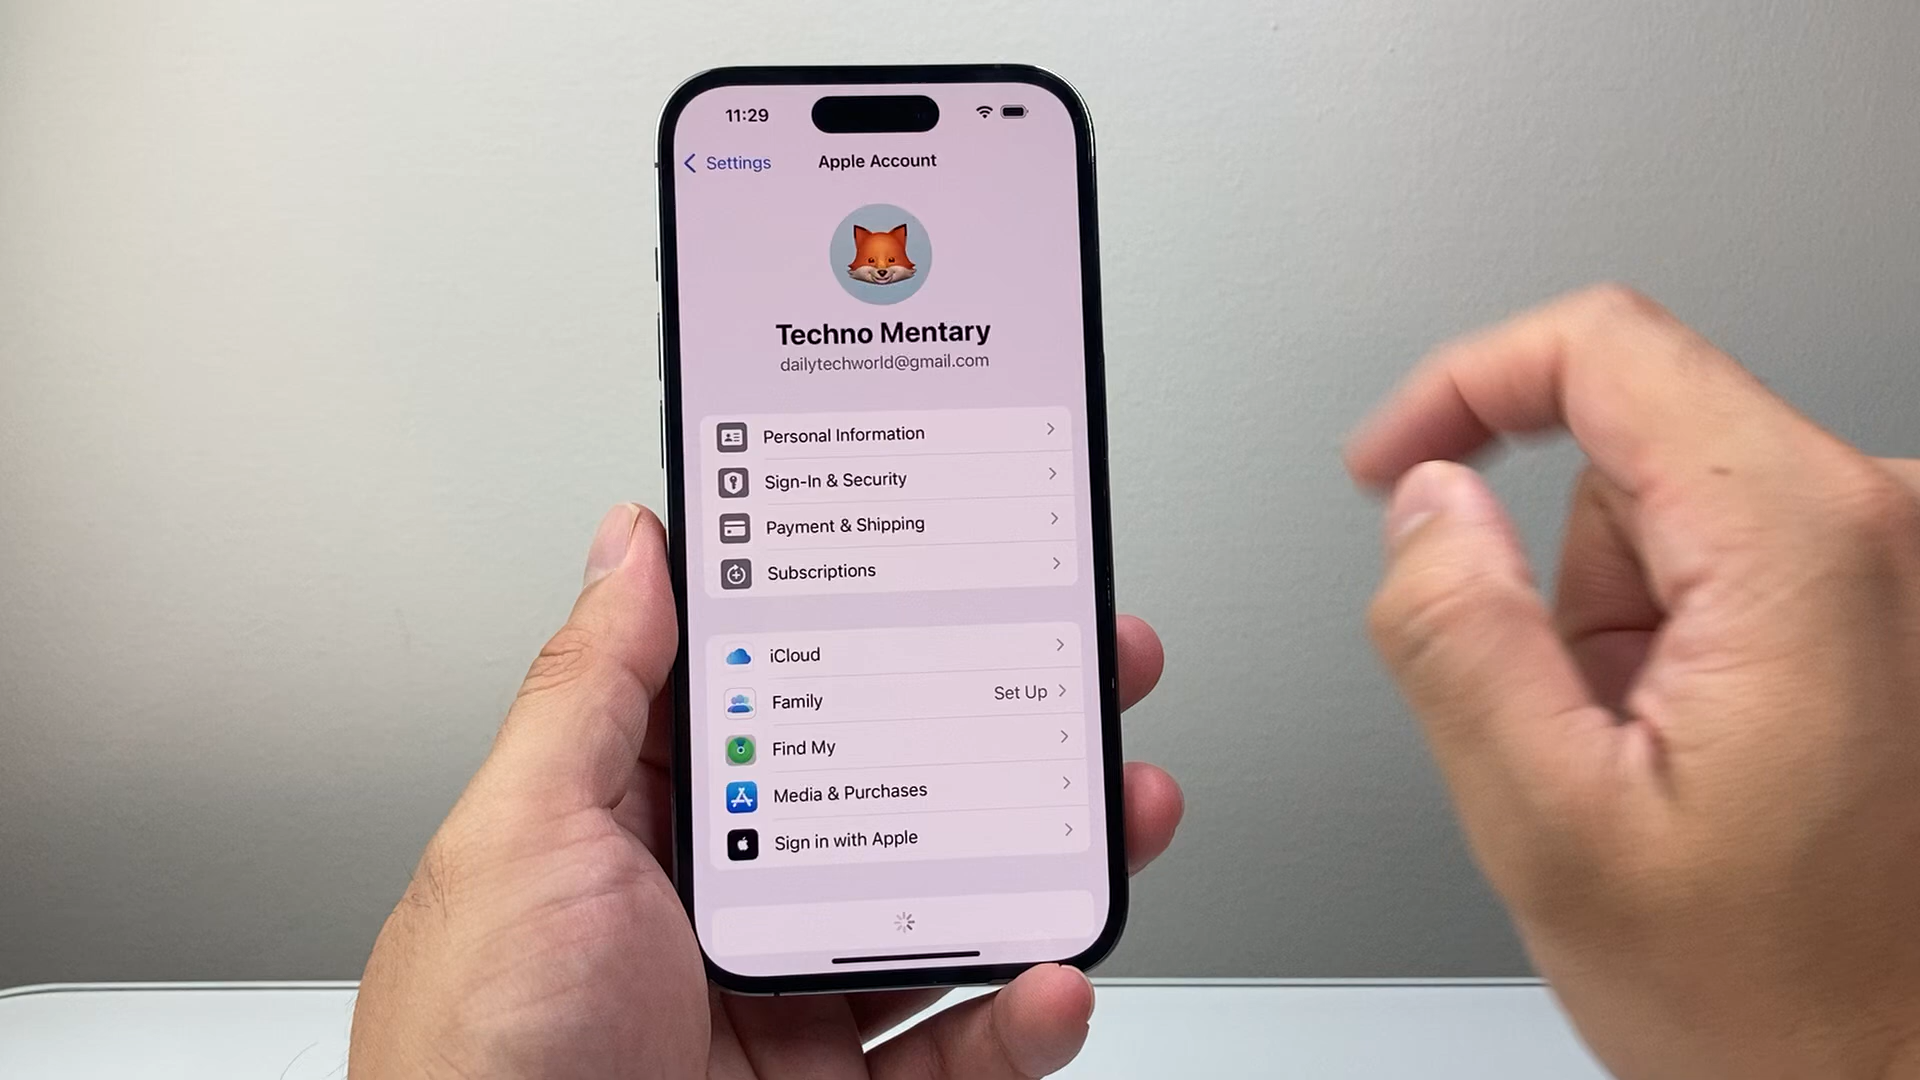 11:29
Settings
Apple Account
Techno Mentary
dailytechworld@gmail.com
Personal Information
Sign-In & Security
Payment & Shipping
Subscriptions
iCloud
Family Set Up
Find My
Media & Purchases
Sign in with Apple